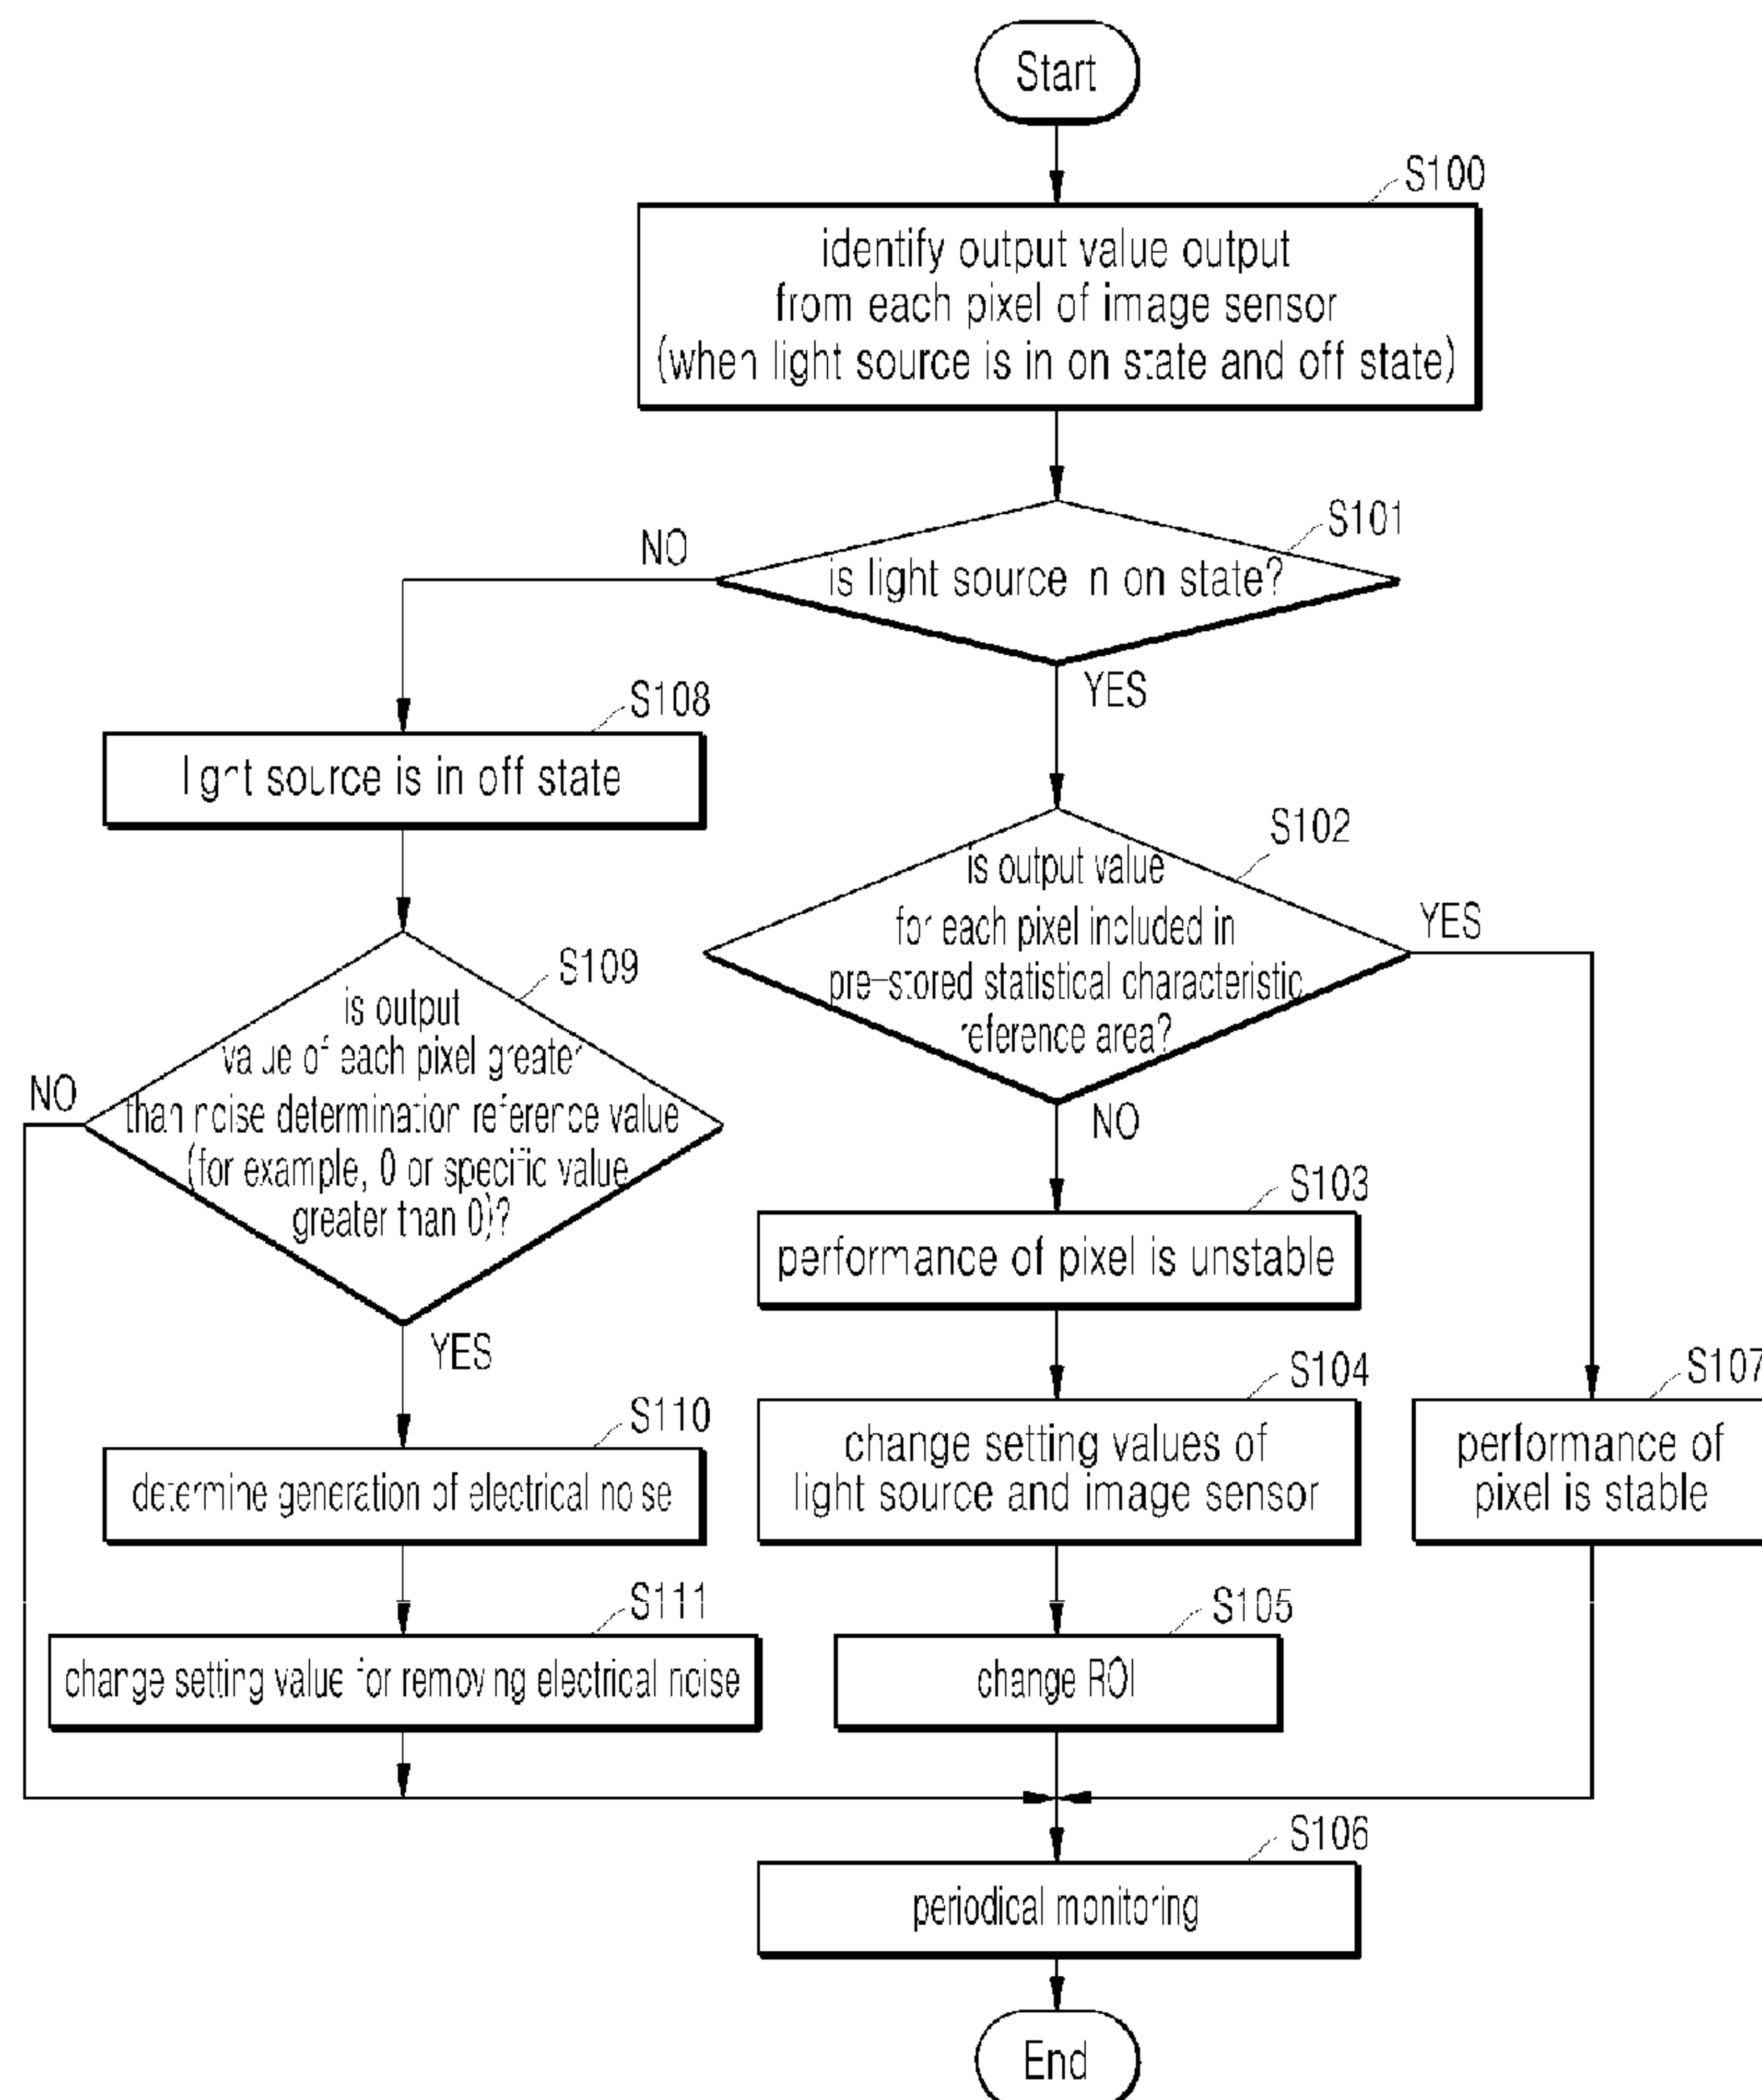 Start
S100
identify output value output
from each pixel of image sensor
(when light source is in on state and off state)
S101
NO
is light source n on state?
YES
S108
light source is in off state
S102
is output value
for each pixel included in
pre-stored statistical characteristic
reference area?
YES
S109
is output
value of each pixel greater
than noise determination reference value
(for example, 0 or specific value
greater than 0)?
NO
NO
S103
performance of pixel is unstable
YES
S104
change setting values of
light source and image sensor
S107
performance of
pixel is stable
S110
determine generation of electrical noise
S111
change setting value for removing electrical noise
S105
change ROI
S106
periodical monitoring
End